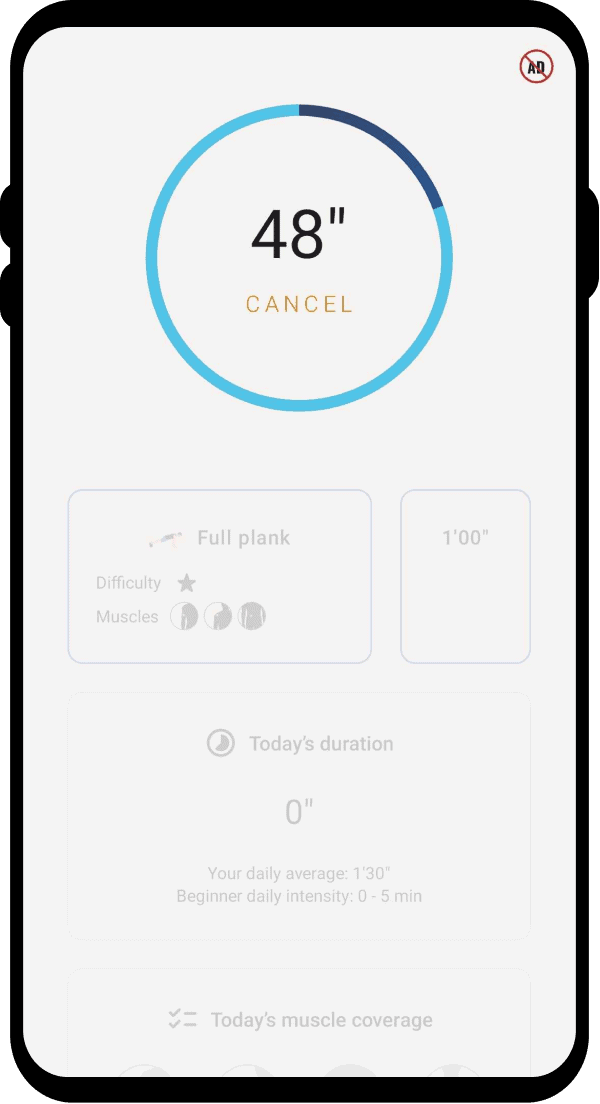 AD
48"
CANCEL
Full plank
1'00"
Difficulty
Muscles
Today's duration
0"
Your daily average: 1'30"
Beginner daily intensity: 0 - 5 min
Today's muscle coverage